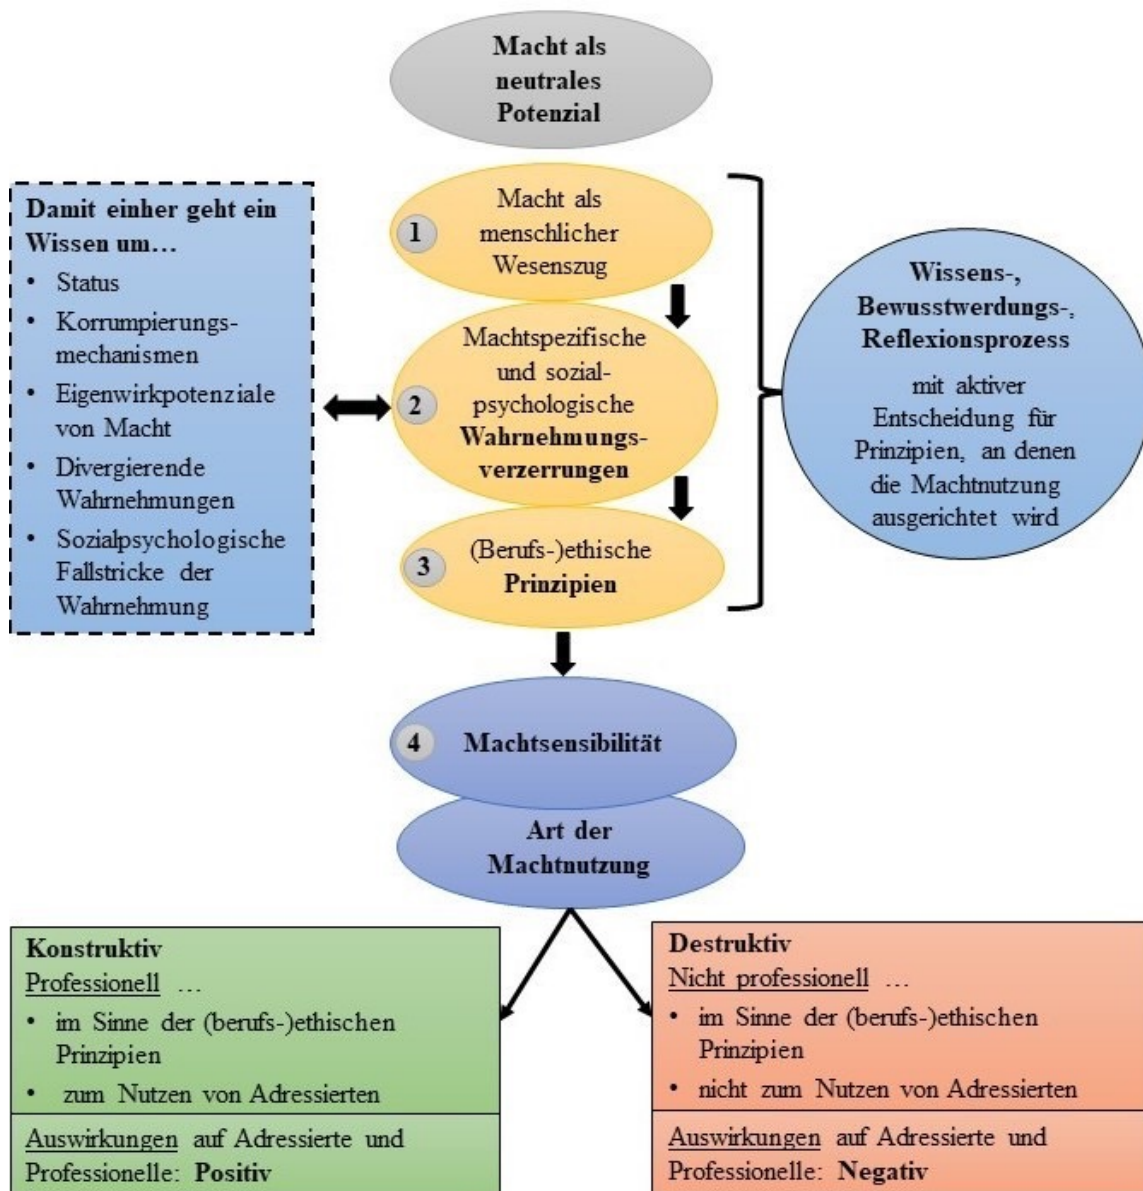 Macht als
neutrales
Potenzial
Damit einher geht ein
Wissen um…
• Status
• Korrumpierungs-
mechanismen
• Eigenwirkpotenziale
von Macht
• Divergierende
Wahrnehmungen
• Sozialpsychologische
Fallstricke der
Wahrnehmung
1
Macht als
menschlicher
Wesenszug
2
Machtspezifische
und sozial-
psychologische
Wahrnehmungs-
verzerrungen
3
(Berufs-)ethische
Prinzipien
Wissens-,
Bewusstwerdungs-,
Reflexionsprozess
mit aktiver
Entscheidung für
Prinzipien, an denen
die Machtnutzung
ausgerichtet wird
4
Machtsensibilität
Art der
Machtnutzung
Konstruktiv
Professionell …
• im Sinne der (berufs-)ethischen
Prinzipien
• zum Nutzen von Adressierten
Auswirkungen auf Adressierte und
Professionelle: Positiv
Destruktiv
Nicht professionell …
• im Sinne der (berufs-)ethischen
Prinzipien
• nicht zum Nutzen von Adressierten
Auswirkungen auf Adressierte und
Professionelle: Negativ